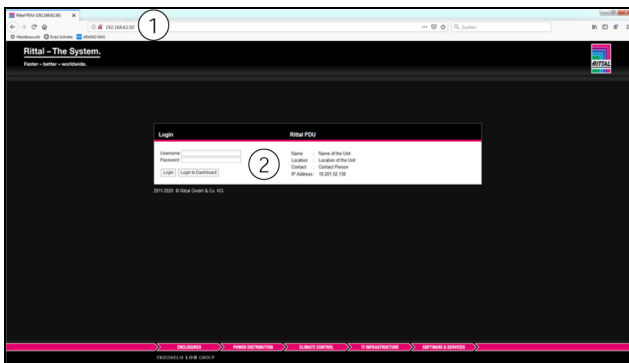 Rittal PDU (192.168.62.50)
1
192.168.62.50
Suchen
Meistbesucht Erste Schritte ARAND NAS
Rittal – The System.
Faster – better – worldwide.
RITTAL
Login Rittal PDU
Username
Password
Login Login to Dashboard
2
Name : Name of the Unit
Location : Location of the Unit
Contact : Contact Person
IP Address : 10.201.52.138
2011-2020 © Rittal GmbH & Co. KG
ENCLOSURES POWER DISTRIBUTION CLIMATE CONTROL IT INFRASTRUCTURE SOFTWARE & SERVICES
FRIEDHELM LOH GROUP